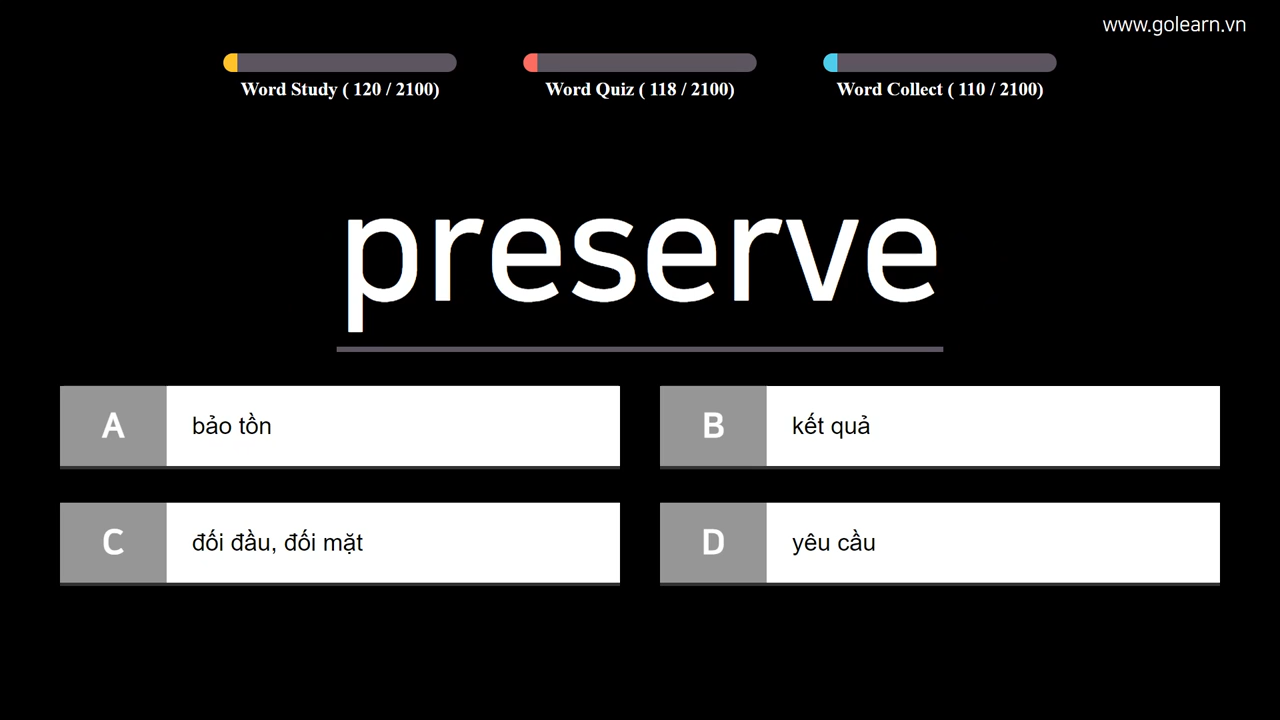 www.golearn.vn
Word Study ( 120 / 2100)
Word Quiz ( 118 / 2100)
Word Collect ( 110 / 2100)
preserve
A bảo tồn
B kết quả
C đối đầu, đối mặt
D yêu cầu